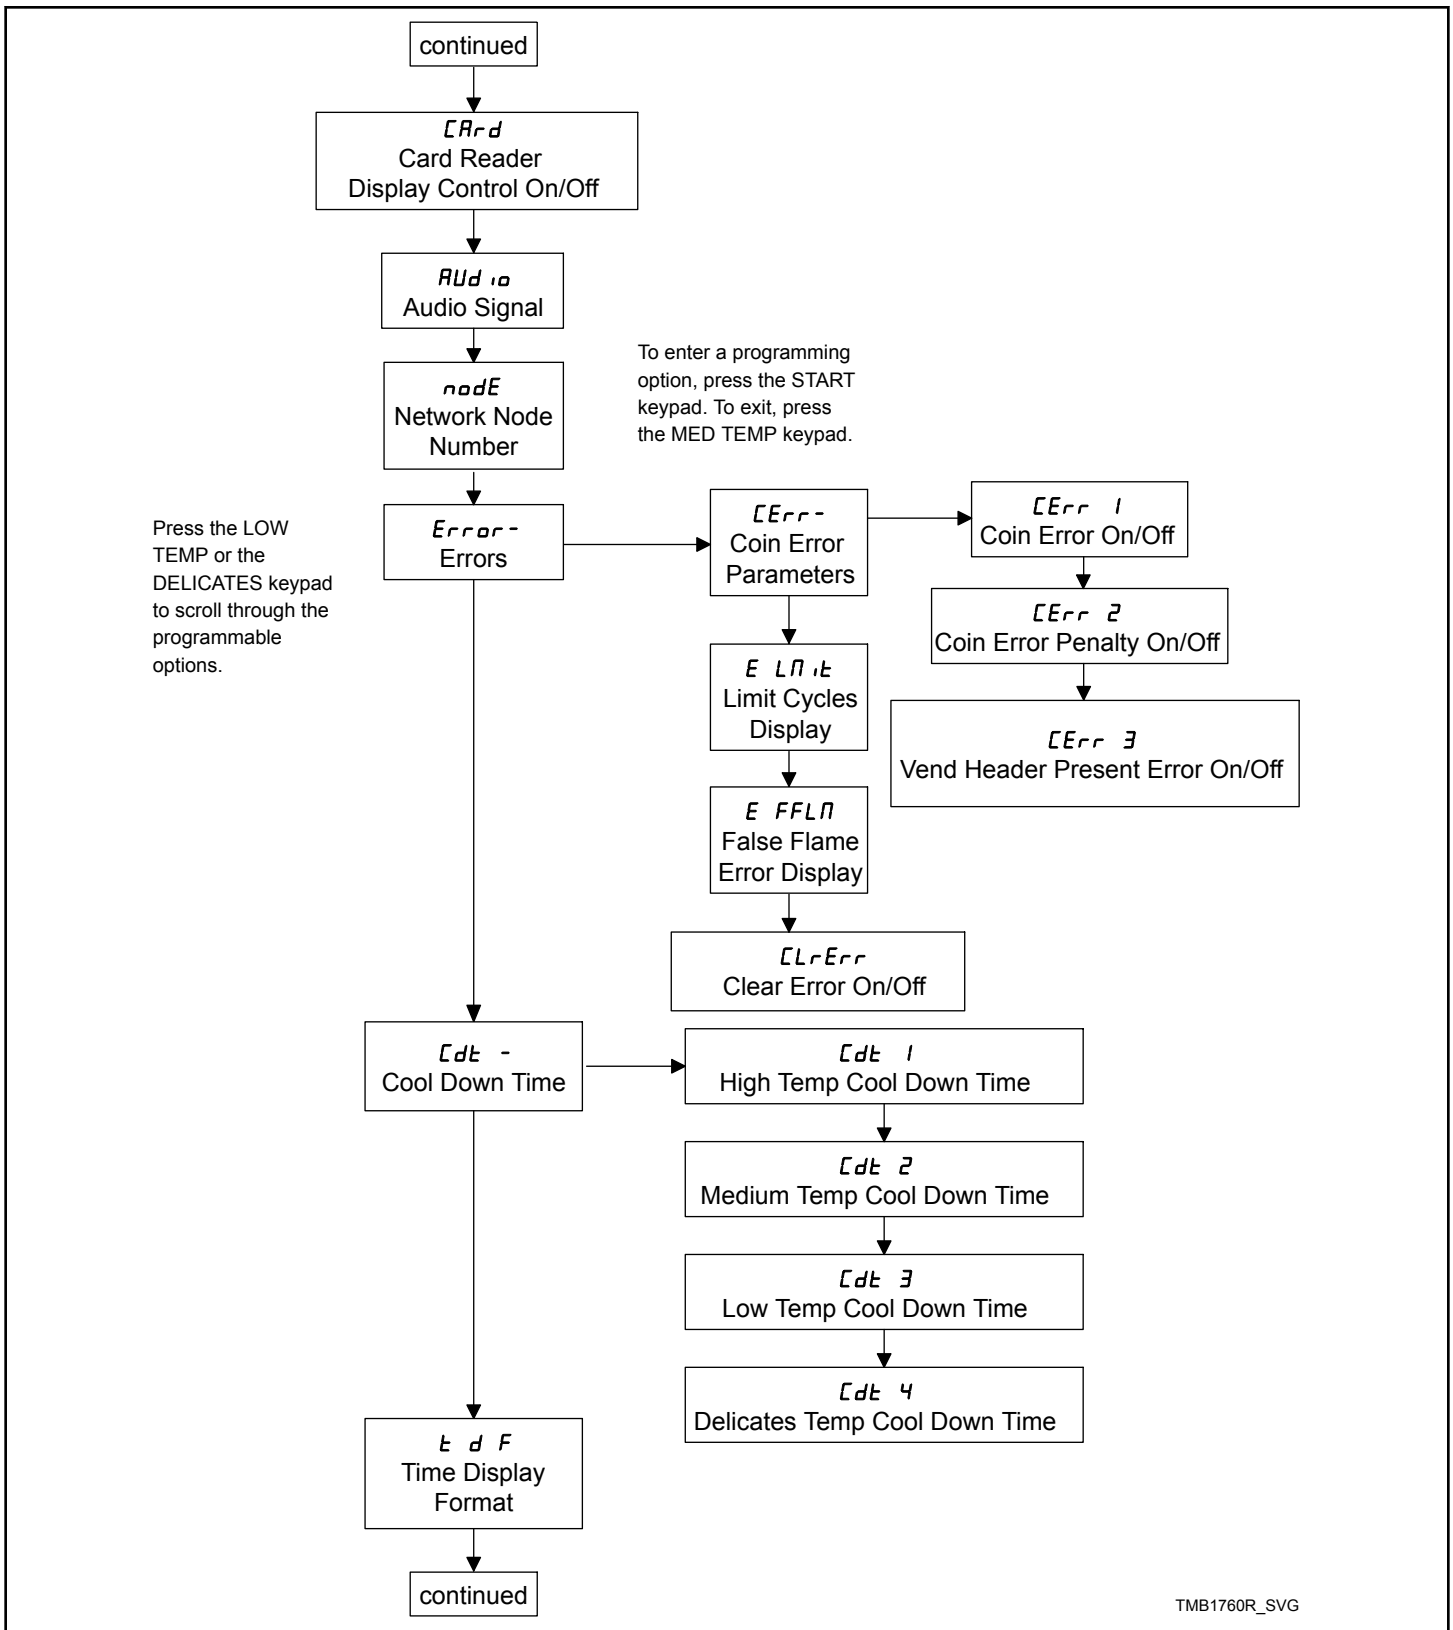 continued
CArd
Card Reader
Display Control On/Off
AUdio
Audio Signal
nodE
Network Node
Number
To enter a programming
option, press the START
keypad. To exit, press
the MED TEMP keypad.
Press the LOW
TEMP or the
DELICATES keypad
to scroll through the
programmable
options.
Error-
Errors
CErr-
Coin Error
Parameters
CErr 1
Coin Error On/Off
CErr 2
Coin Error Penalty On/Off
CErr 3
Vend Header Present Error On/Off
E LMit
Limit Cycles
Display
E FFLM
False Flame
Error Display
CLrErr
Clear Error On/Off
Cdt -
Cool Down Time
Cdt 1
High Temp Cool Down Time
Cdt 2
Medium Temp Cool Down Time
Cdt 3
Low Temp Cool Down Time
Cdt 4
Delicates Temp Cool Down Time
t d F
Time Display
Format
continued
TMB1760R_SVG